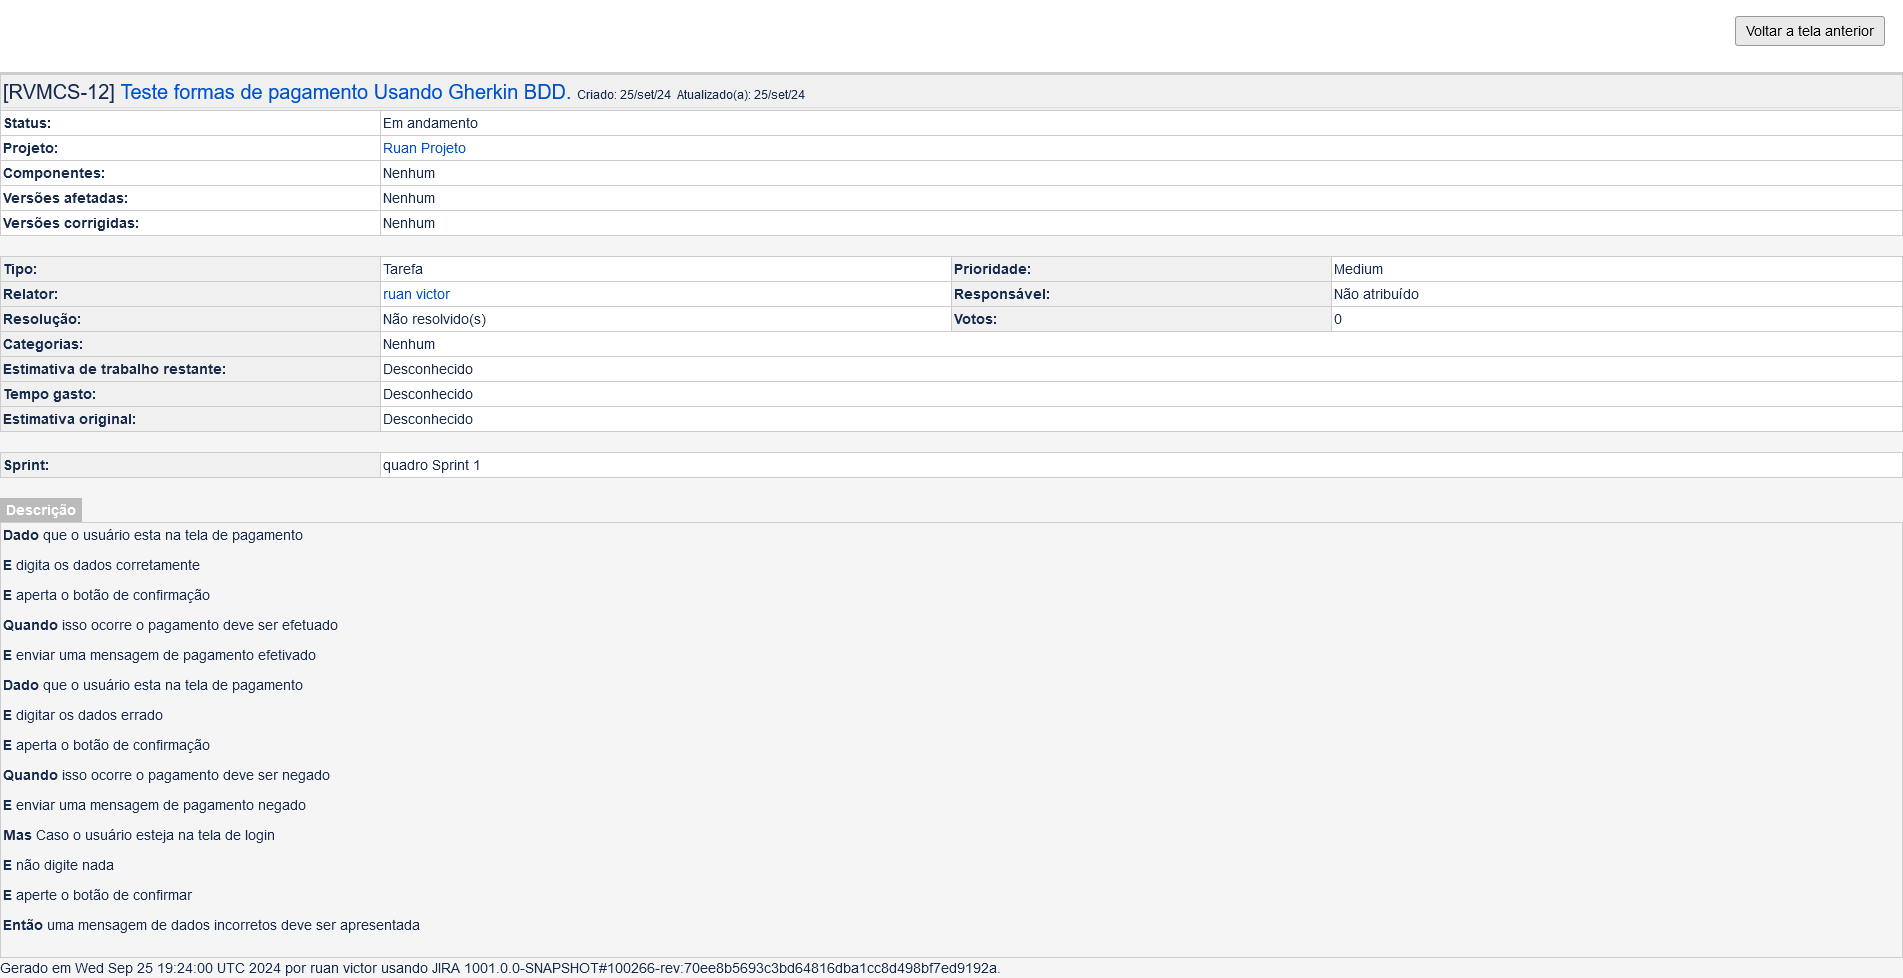 Voltar a tela anterior
[RVMCS-12] Teste formas de pagamento Usando Gherkin BDD. Criado: 25/set/24 Atualizado(a): 25/set/24
Status: Em andamento
Projeto: Ruan Projeto
Componentes: Nenhum
Versões afetadas: Nenhum
Versões corrigidas: Nenhum
Tipo: Tarefa Prioridade: Medium
Relator: ruan victor Responsável: Não atribuído
Resolução: Não resolvido(s) Votos: 0
Categorias: Nenhum
Estimativa de trabalho restante: Desconhecido
Tempo gasto: Desconhecido
Estimativa original: Desconhecido
Sprint: quadro Sprint 1
Descrição
Dado que o usuário esta na tela de pagamento
E digita os dados corretamente
E aperta o botão de confirmação
Quando isso ocorre o pagamento deve ser efetuado
E enviar uma mensagem de pagamento efetivado
Dado que o usuário esta na tela de pagamento
E digitar os dados errado
E aperta o botão de confirmação
Quando isso ocorre o pagamento deve ser negado
E enviar uma mensagem de pagamento negado
Mas Caso o usuário esteja na tela de login
E não digite nada
E aperte o botão de confirmar
Então uma mensagem de dados incorretos deve ser apresentada
Gerado em Wed Sep 25 19:24:00 UTC 2024 por ruan victor usando JIRA 1001.0.0-SNAPSHOT#100266-rev:70ee8b5693c3bd64816dba1cc8d498bf7ed9192a.